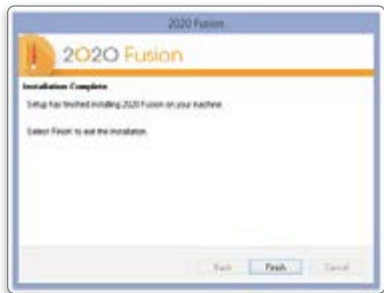 2020 Fusion
2020 Fusion
Installation Complete
Setup has finished installing 2020 Fusion on your machine.
Select 'Finish' to exit the installation.
Back
Finish
Cancel